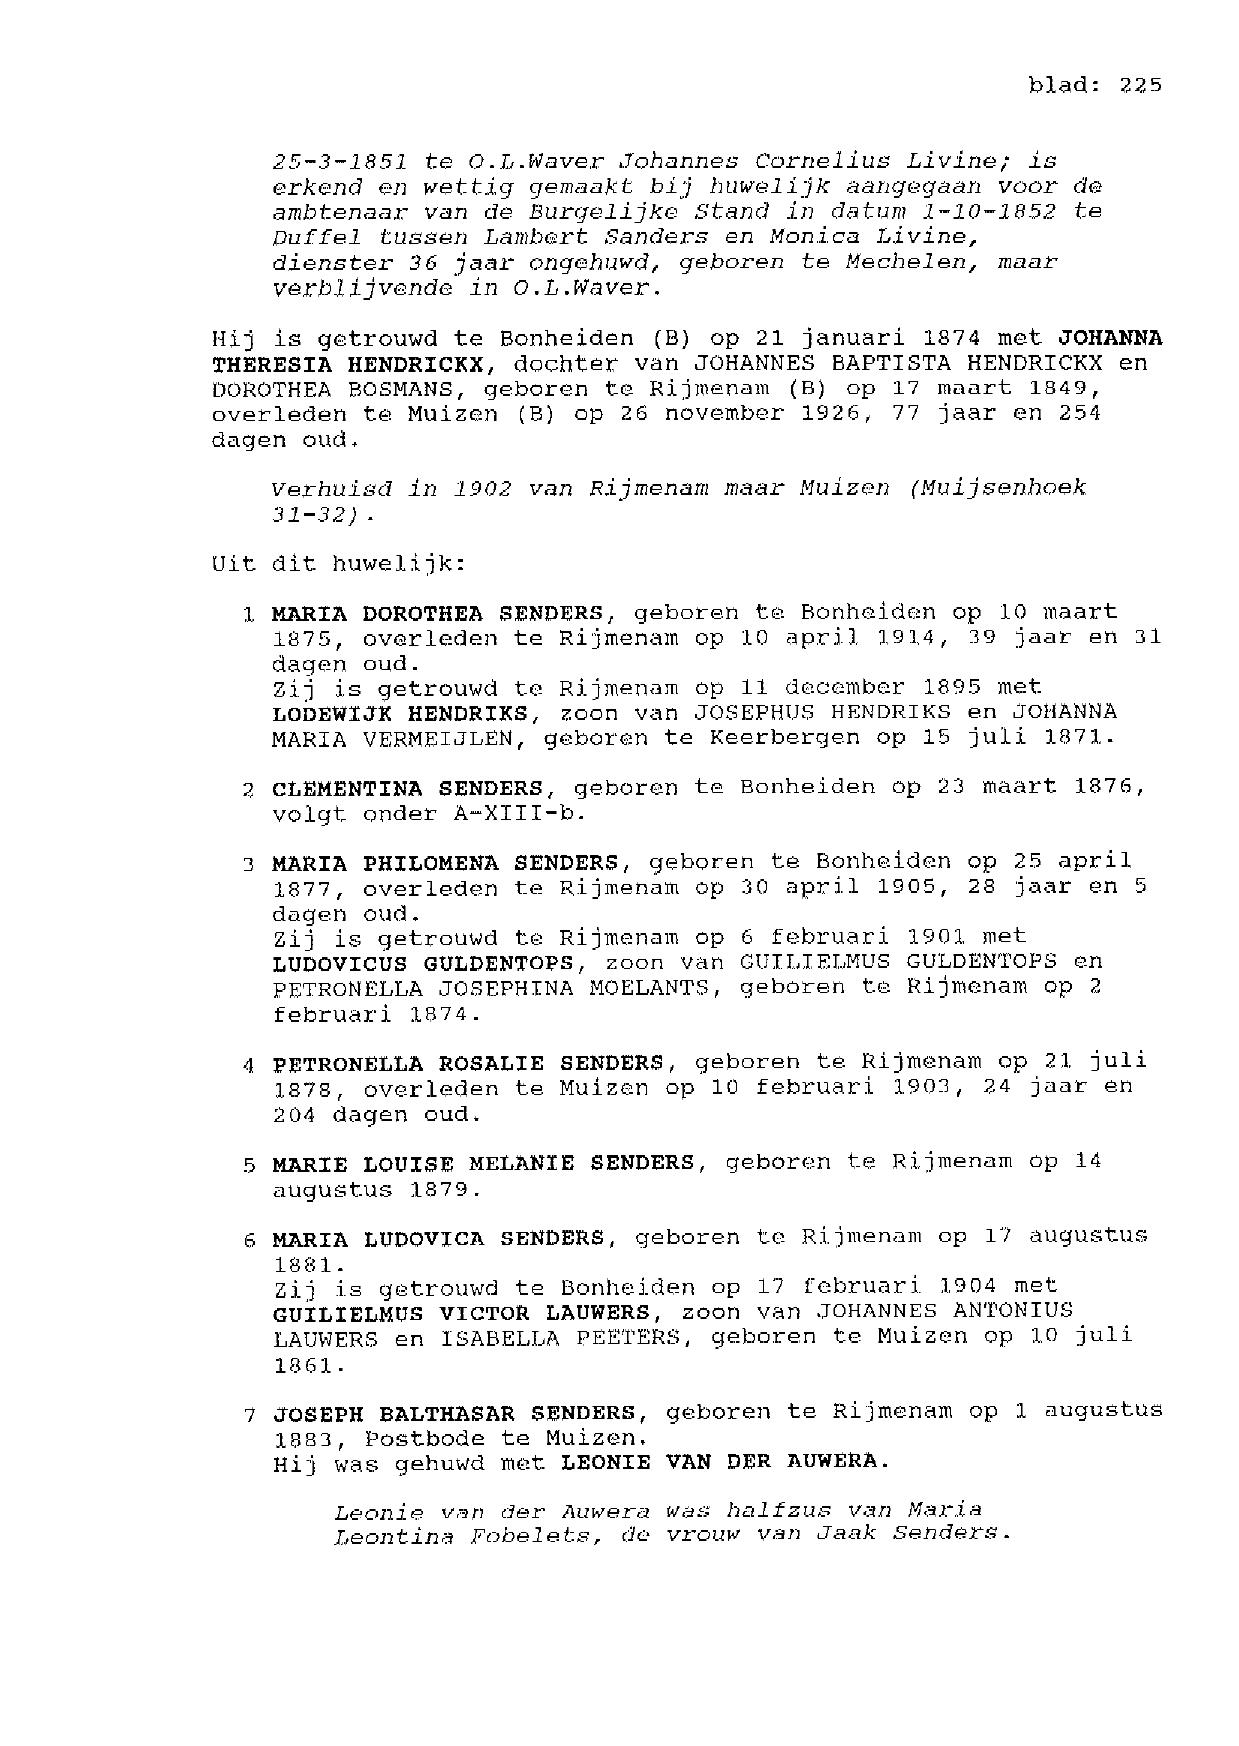 blad: 225
25-3-1851 te O.L.Waver Johannes Cornelius Livine; is
erkend en wettig gemaakt bij huwelijk aangegaan voor de
ambtenaar van de Burgelijke Stand in datum 1-10-1852 te
Duffel tussen Lambert Sanders en Monica Livine,
dienster 36 jaar ongehuwd, geboren te Mechelen, maar
verblijvende in O.L.Waver.
Hij is getrouwd te Bonheiden (B) op 21 januari 1874 met JOHANNA
THERESIA HENDRICKX, dochter van JOHANNES BAPTISTA HENDRICKX en
DOROTHEA BOSMANS, geboren te Rijmenam (B) op 17 maart 1849,
overleden te Muizen (B) op 26 november 1926, 77 jaar en 254
dagen oud.
Verhuisd in 1902 van Rijmenam maar Muizen (Muijsenhoek
31-32).
Uit dit huwelijk:
1 MARIA DOROTHEA SENDERS, geboren te Bonheiden op 10 maart
1875, overleden te Rijmenam op 10 april 1914, 39 jaar en 31
dagen oud.
Zij is getrouwd te Rijmenam op 11 december 1895 met
LODEWIJK HENDRIKS, zoon van JOSEPHUS HENDRIKS en JOHANNA
MARIA VERMEIJLEN, geboren te Keerbergen op 15 juli 1871.
2 CLEMENTINA SENDERS, geboren te Bonheiden op 23 maart 1876,
volgt onder A-XIII-b.
3 MARIA PHILOMENA SENDERS, geboren te Bonheiden op 25 april
1877, overleden te Rijmenam op 30 april 1905, 28 jaar en 5
dagen oud.
Zij is getrouwd te Rijmenam op 6 februari 1901 met
LUDOVICUS GULDENTOPS, zoon van GUILIELMUS GULDENTOPS en
PETRONELLA JOSEPHINA MOELANTS, geboren te Rijmenam op 2
februari 1874.
4 PETRONELLA ROSALIE SENDERS, geboren te Rijmenam op 21 juli
1878, overleden te Muizen op 10 februari 1903, 24 jaar en
204 dagen oud.
5 MARIE LOUISE MELANIE SENDERS, geboren te Rijmenam op 14
augustus 1879.
6 MARIA LUDOVICA SENDERS, geboren te Rijmenam op 17 augustus
1881.
Zij is getrouwd te Bonheiden op 17 februari 1904 met
GUILIELMUS VICTOR LAUWERS, zoon van JOHANNES ANTONIUS
LAUWERS en ISABELLA PEETERS, geboren te Muizen op 10 juli
1861.
7 JOSEPH BALTHASAR SENDERS, geboren te Rijmenam op 1 augustus
1883, Postbode te Muizen.
Hij was gehuwd met LEONIE VAN DER AUWERA.
Leonie van der Auwera was halfzus van Maria
Leontina Fobelets, de vrouw van Jaak Senders.